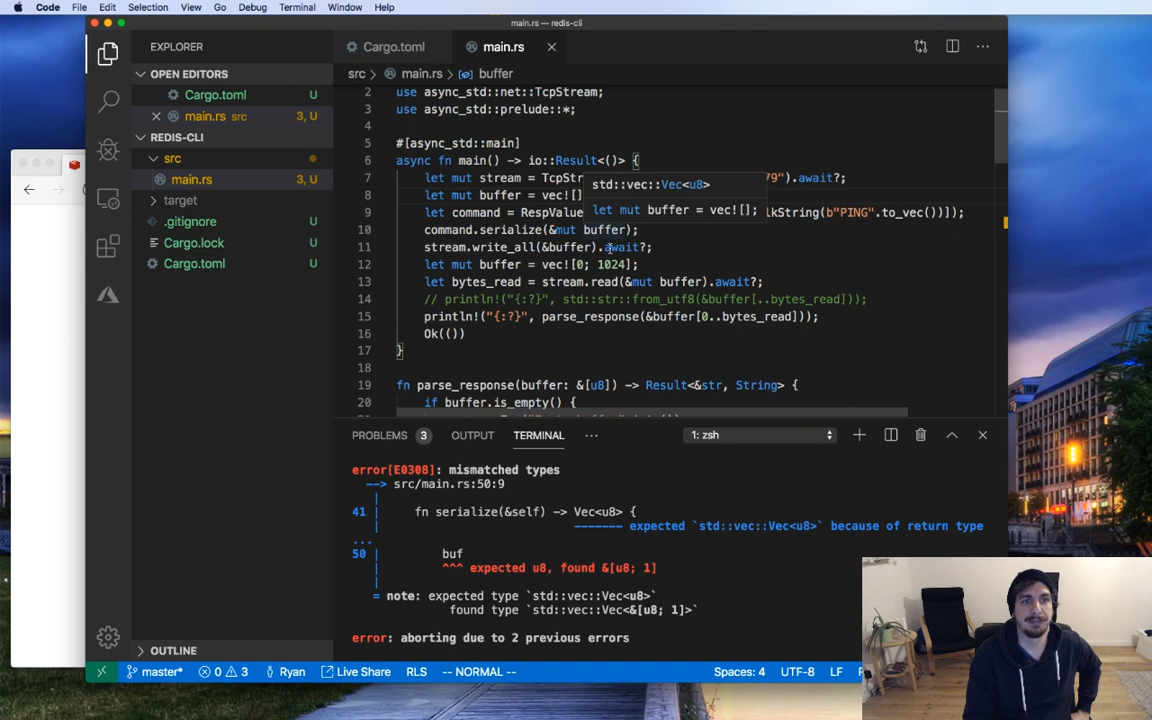 Code File Edit Selection View Go Debug Terminal Window Help
main.rs — redis-cli
EXPLORER
OPEN EDITORS
Cargo.toml U
main.rs src 3, U
REDIS-CLI
src
main.rs 3, U
target
.gitignore U
Cargo.lock U
Cargo.toml U
OUTLINE
Cargo.toml main.rs
src > main.rs > buffer
2 use async_std::net::TcpStream;
3 use async_std::prelude::*;
4
5 #[async_std::main]
6 async fn main() -> io::Result<()> {
7 let mut stream = TcpStr 79").await?;
8 let mut buffer = vec![]
9 let command = RespValue lkString(b"PING".to_vec())]);
10 command.serialize(&mut buffer);
11 stream.write_all(&buffer).await?;
12 let mut buffer = vec![0; 1024];
13 let bytes_read = stream.read(&mut buffer).await?;
14 // println!("{:?}", std::str::from_utf8(&buffer[..bytes_read]));
15 println!("{:?}", parse_response(&buffer[0..bytes_read]));
16 Ok(())
17 }
18
19 fn parse_response(buffer: &[u8]) -> Result<&str, String> {
20 if buffer.is_empty() {
std::vec::Vec<u8>
let mut buffer = vec![];
PROBLEMS 3 OUTPUT TERMINAL ··· 1: zsh
error[E0308]: mismatched types
--> src/main.rs:50:9
|
41 | fn serialize(&self) -> Vec<u8> {
| ------- expected `std::vec::Vec<u8>` because of return type
...
50 | buf
| ^^^ expected u8, found &[u8; 1]
|
= note: expected type `std::vec::Vec<u8>`
found type `std::vec::Vec<&[u8; 1]>`
error: aborting due to 2 previous errors
master* 0 3 Ryan Live Share RLS -- NORMAL -- Spaces: 4 UTF-8 LF